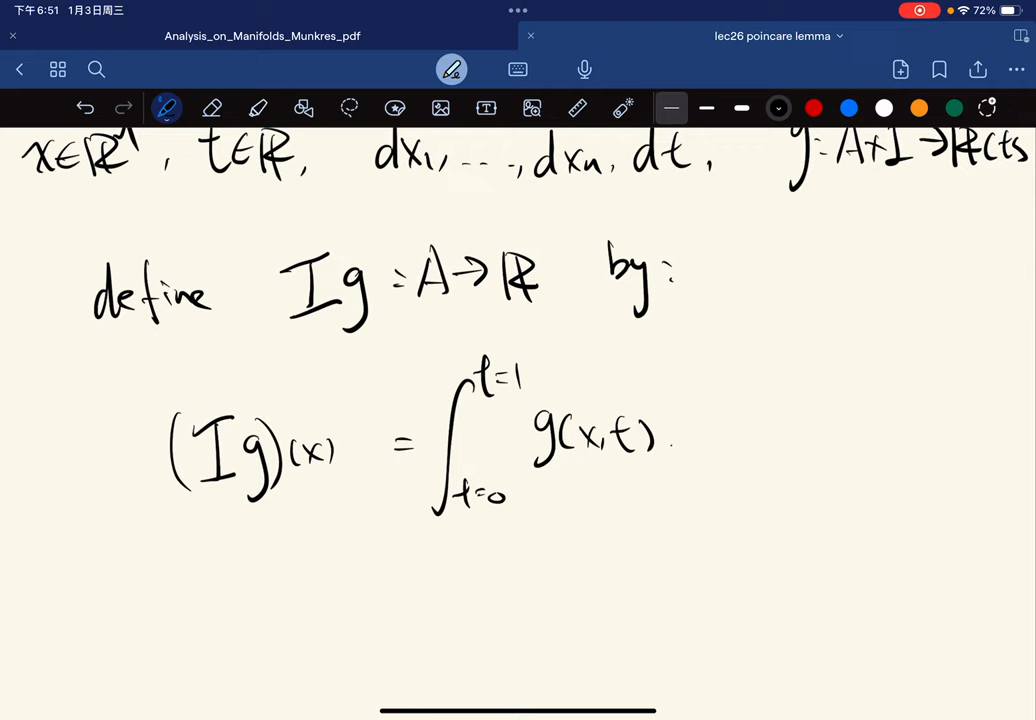 下午6:51 1月3日周三 72%
Analysis_on_Manifolds_Munkres_pdf lec26 poincare lemma
x∈ℝⁿ, t∈ℝ, dx₁,...,dxₙ, dt, g: A×I→ℝ cts
define Ig: A→ℝ by:
(Ig)(x) = ∫_{t=0}^{t=1} g(x,t)